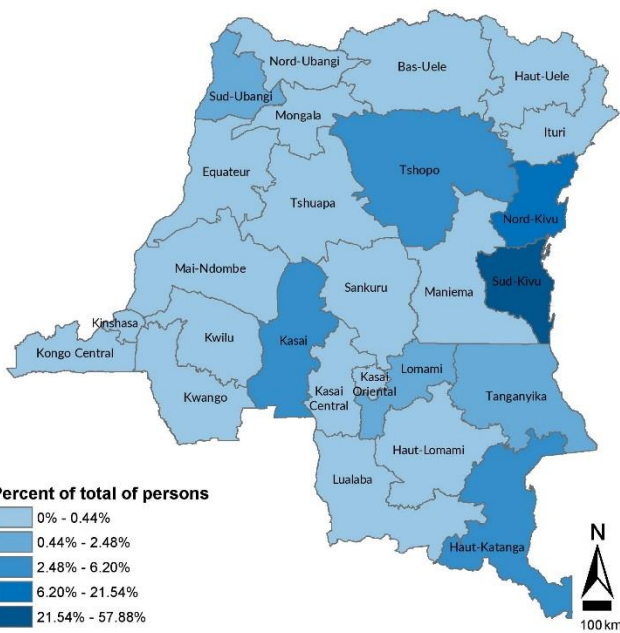 Nord-Ubangi
Bas-Uele
Haut-Uele
Sud-Ubangi
Mongala
Ituri
Equateur
Tshopo
Tshuapa
Nord-Kivu
Mai-Ndombe
Sankuru
Maniema
Sud-Kivu
Kinshasa
Kongo Central
Kwilu
Kasai
Lomami
Kasai
Oriental
Kasai
Central
Kwango
Tanganyika
Haut-Lomami
Lualaba
Haut-Katanga
Percent of total of persons
0% - 0.44%
0.44% - 2.48%
2.48% - 6.20%
6.20% - 21.54%
21.54% - 57.88%
N
100 km